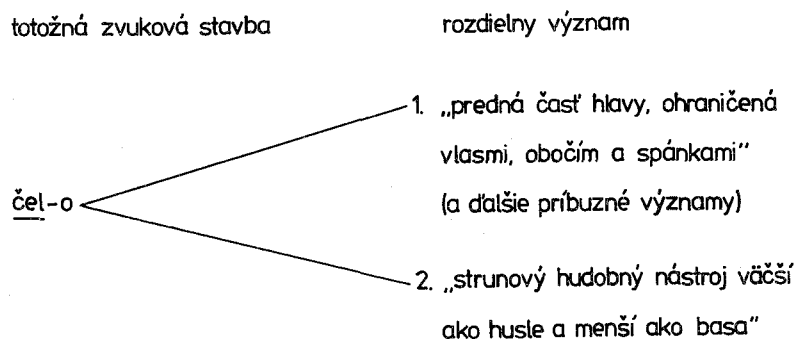 totožná zvuková stavba
rozdielny význam
1. „predná časť hlavy, ohraničená
vlasmi, obočím a spánkami"
(a ďalšie príbuzné významy)
čel-o
2. „strunový hudobný nástroj väčší
ako husle a menší ako basa"